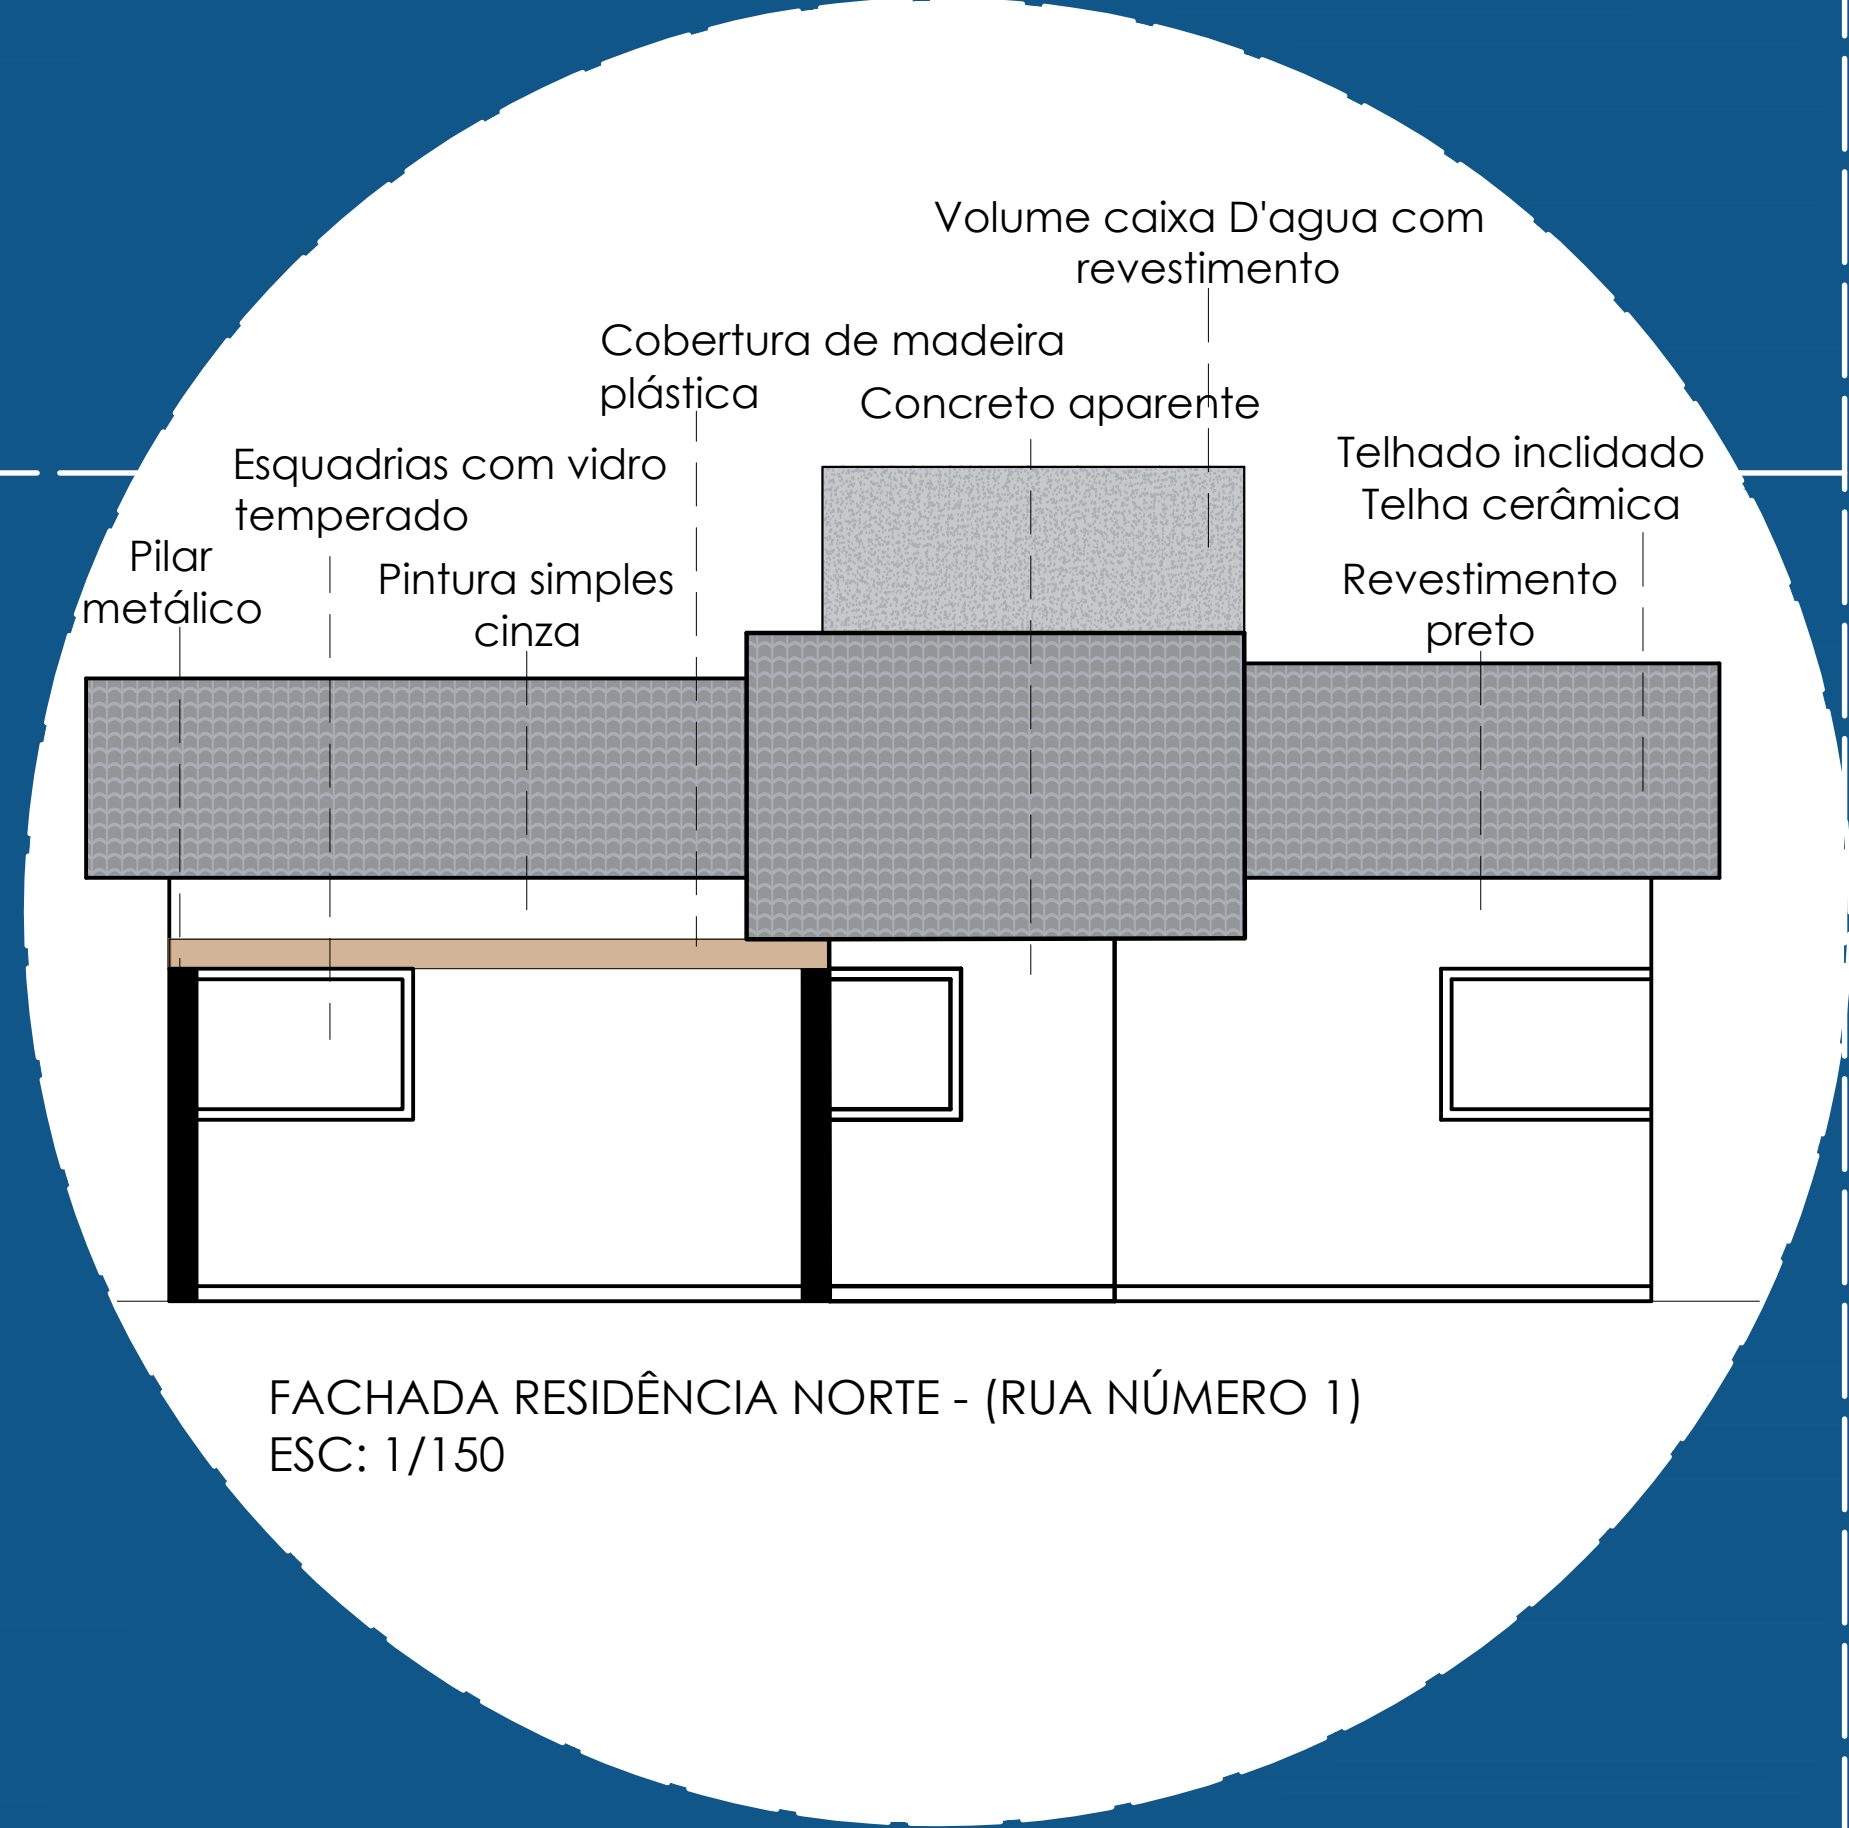 Volume caixa D'agua com
revestimento
Cobertura de madeira
plástica
Concreto aparente
Esquadrias com vidro
temperado
Telhado inclidado
Telha cerâmica
Pilar
metálico
Pintura simples
cinza
Revestimento
preto
FACHADA RESIDÊNCIA NORTE - (RUA NÚMERO 1)
ESC: 1/150